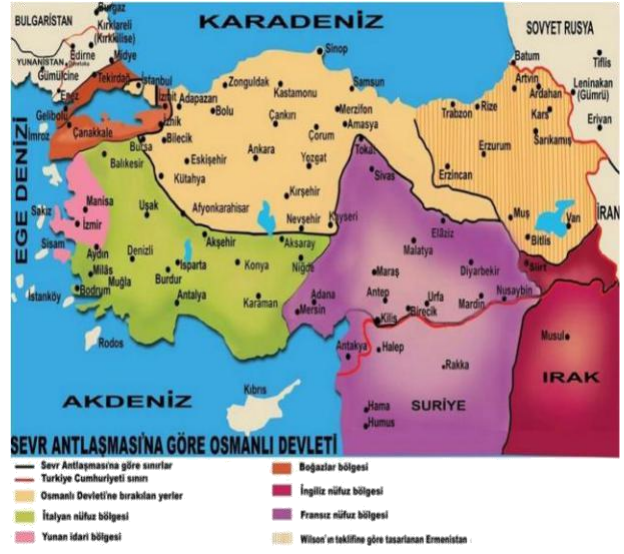 BULGARİSTAN
Burgaz
Kırklareli
(Kırkkilise)
Edirne
Midye
YUNANİSTAN
Gümülcine
Tekirdağ
İstanbul
Enez
Gelibolu
İmroz
Çanakkale
KARADENİZ
SOVYET RUSYA
Sinop
Batum
Tiflis
Artvin
Ardahan
Leninakan
(Gümrü)
Kars
Erivan
Sarıkamış
Zonguldak
Kastamonu
Samsun
İzmit
Adapazarı
Bolu
Merzifon
Trabzon
Rize
İznik
Çankırı
Amasya
Bilecik
Çorum
Bursa
Tokat
Erzurum
Balıkesir
Eskişehir
Ankara
Yozgat
Sivas
Erzincan
Kütahya
Kırşehir
EGE DENİZİ
Manisa
Uşak
Afyonkarahisar
Nevşehir
Kayseri
Muş
Van
İRAN
Sakız
İzmir
Akşehir
Aksaray
Elâziz
Bitlis
Sisam
Aydın
Denizli
Isparta
Konya
Niğde
Malatya
Siirt
Milâs
Muğla
Burdur
Maraş
Diyarbekir
İstanköy
Bodrum
Antalya
Karaman
Adana
Antep
Urfa
Mardin
Nusaybin
Mersin
Birecik
Kilis
Rodos
Antakya
Halep
Musul
Rakka
IRAK
AKDENİZ
Kıbrıs
Hama
SURİYE
Humus
SEVR ANTLAŞMASI'NA GÖRE OSMANLI DEVLETİ
Sevr Antlaşması'na göre sınırlar
Turkiye Cumhuriyeti sınırı
Osmanlı Devleti'ne bırakılan yerler
İtalyan nüfuz bölgesi
Yunan idari bölgesi
Boğazlar bölgesi
İngiliz nüfuz bölgesi
Fransız nüfuz bölgesi
Wilson'ın teklifine göre tasarlanan Ermenistan